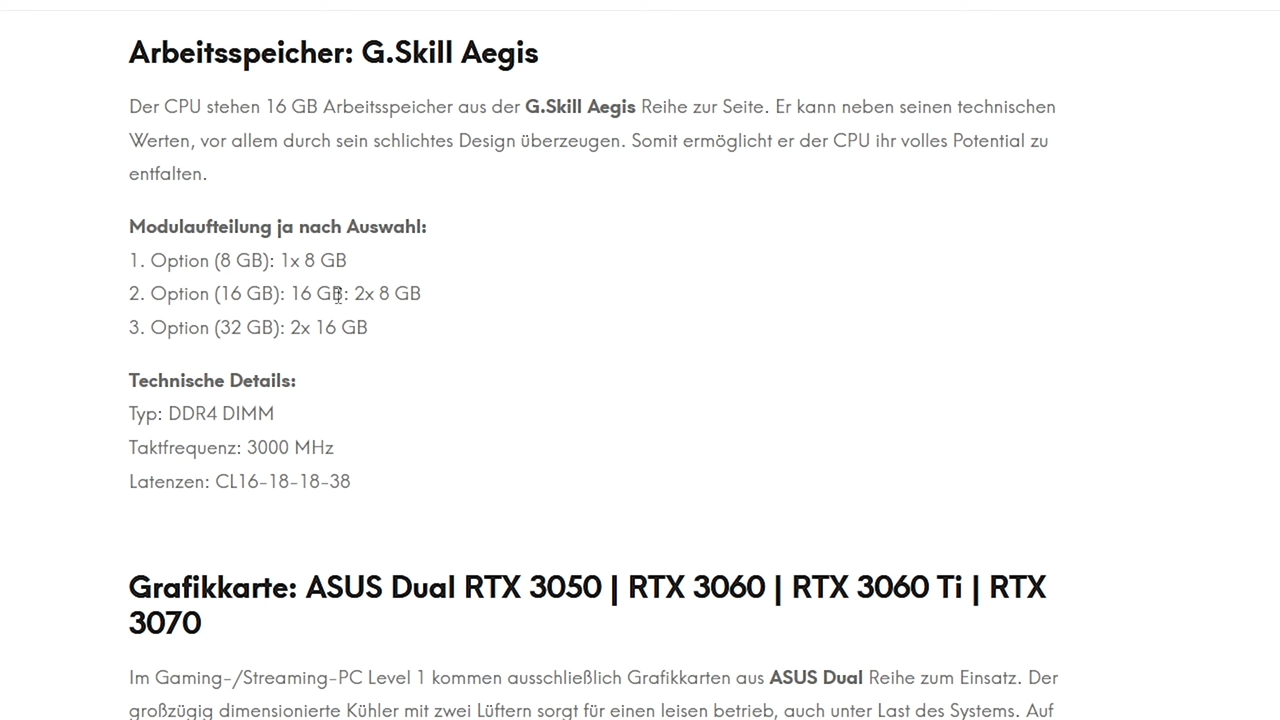 Arbeitsspeicher: G.Skill Aegis
Der CPU stehen 16 GB Arbeitsspeicher aus der G.Skill Aegis Reihe zur Seite. Er kann neben seinen technischen
Werten, vor allem durch sein schlichtes Design überzeugen. Somit ermöglicht er der CPU ihr volles Potential zu
entfalten.
Modulaufteilung ja nach Auswahl:
1. Option (8 GB): 1x 8 GB
2. Option (16 GB): 16 GB: 2x 8 GB
3. Option (32 GB): 2x 16 GB
Technische Details:
Typ: DDR4 DIMM
Taktfrequenz: 3000 MHz
Latenzen: CL16-18-18-38
Grafikkarte: ASUS Dual RTX 3050 | RTX 3060 | RTX 3060 Ti | RTX
3070
Im Gaming-/Streaming-PC Level 1 kommen ausschließlich Grafikkarten aus ASUS Dual Reihe zum Einsatz. Der
großzügig dimensionierte Kühler mit zwei Lüftern sorgt für einen leisen betrieb, auch unter Last des Systems. Auf